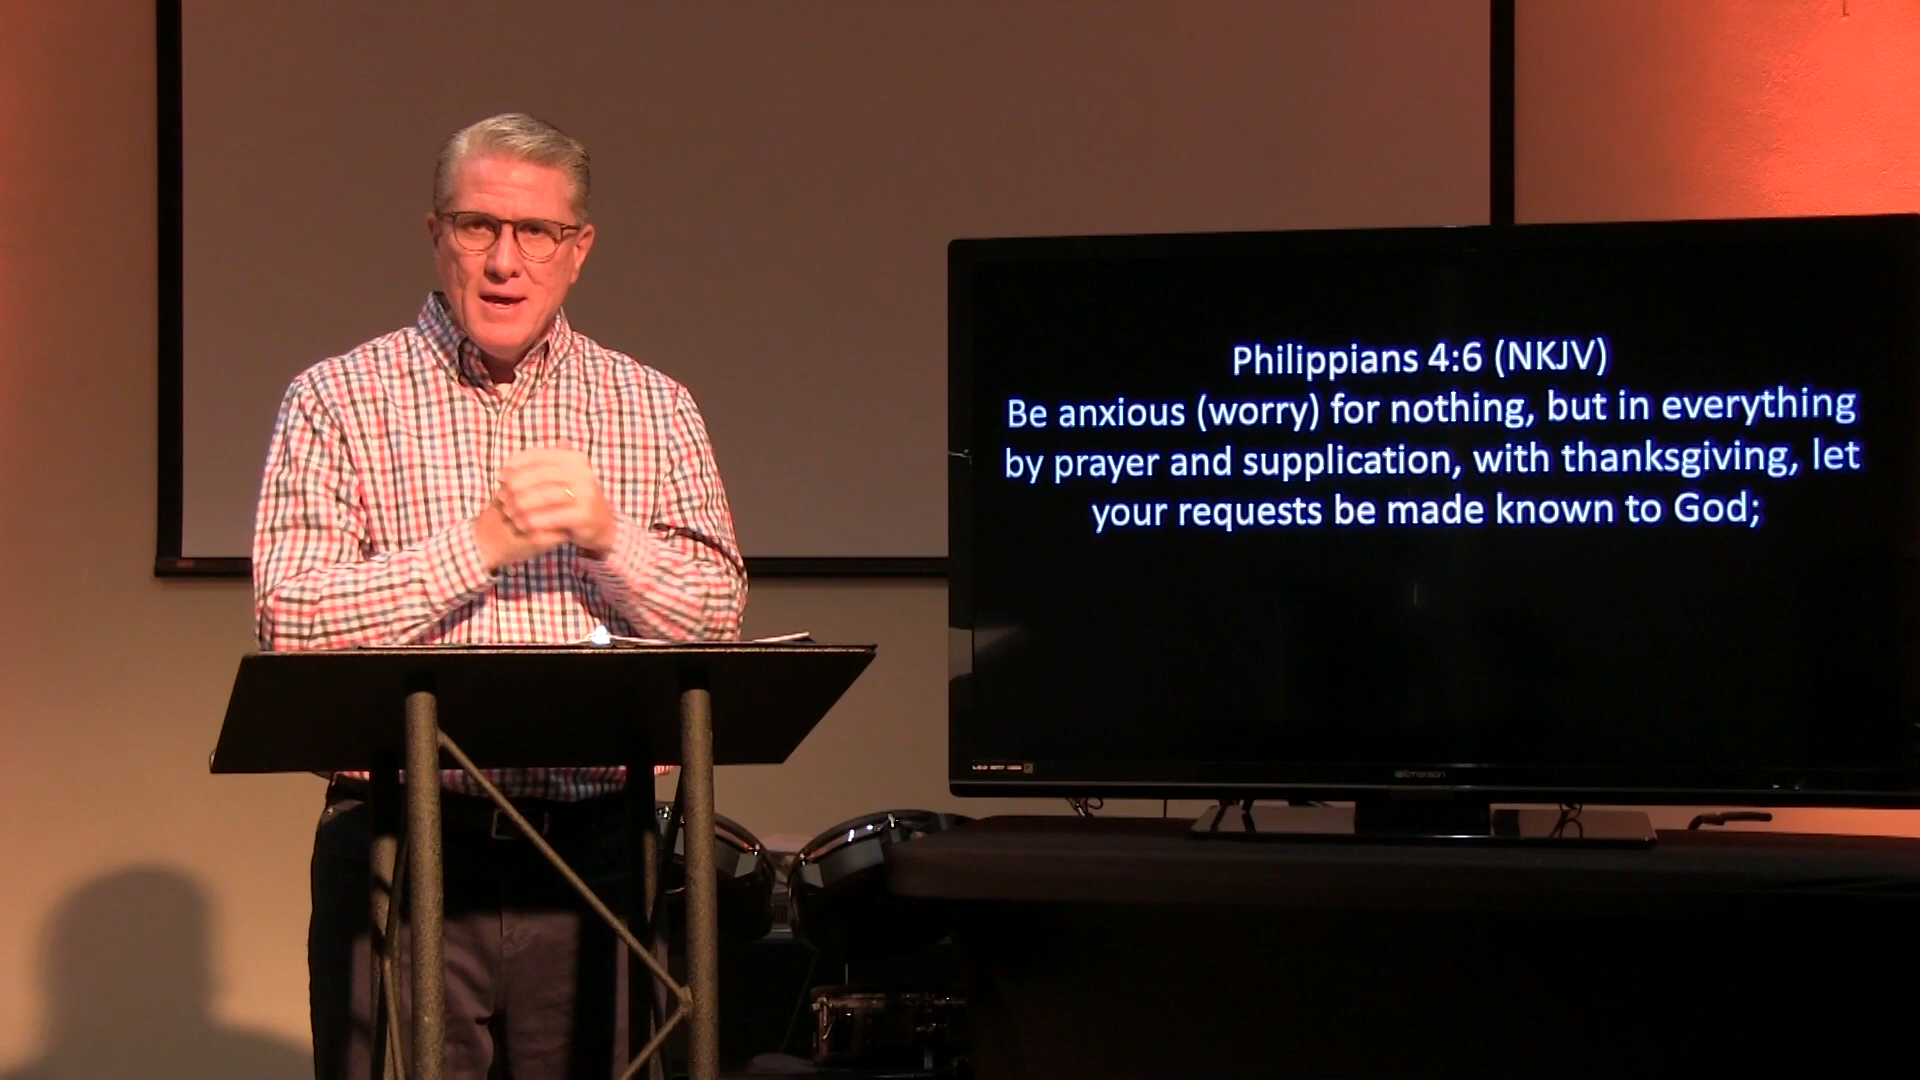 Philippians 4:6 (NKJV)
Be anxious (worry) for nothing, but in everything
by prayer and supplication, with thanksgiving, let
your requests be made known to God;
EMERSON